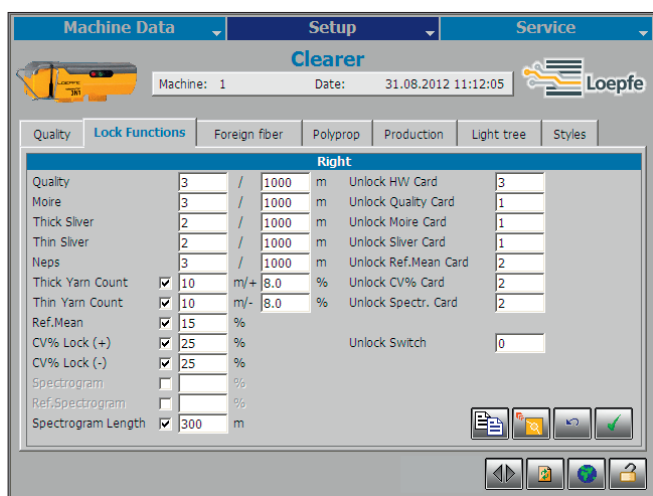 Machine Data Setup Service
Clearer
Machine: 1 Date: 31.08.2012 11:12:05 Loepfe
Quality Lock Functions Foreign fiber Polyprop Production Light tree Styles
Right
Quality 3 / 1000 m Unlock HW Card 3
Moire 3 / 1000 m Unlock Quality Card 1
Thick Sliver 2 / 1000 m Unlock Moire Card 1
Thin Sliver 2 / 1000 m Unlock Sliver Card 1
Neps 3 / 1000 m Unlock Ref.Mean Card 2
Thick Yarn Count 10 m/+ 8.0 % Unlock CV% Card 2
Thin Yarn Count 10 m/- 8.0 % Unlock Spectr. Card 2
Ref.Mean 15 %
CV% Lock (+) 25 % Unlock Switch 0
CV% Lock (-) 25 %
Spectrogram %
Ref.Spectrogram %
Spectrogram Length 300 m